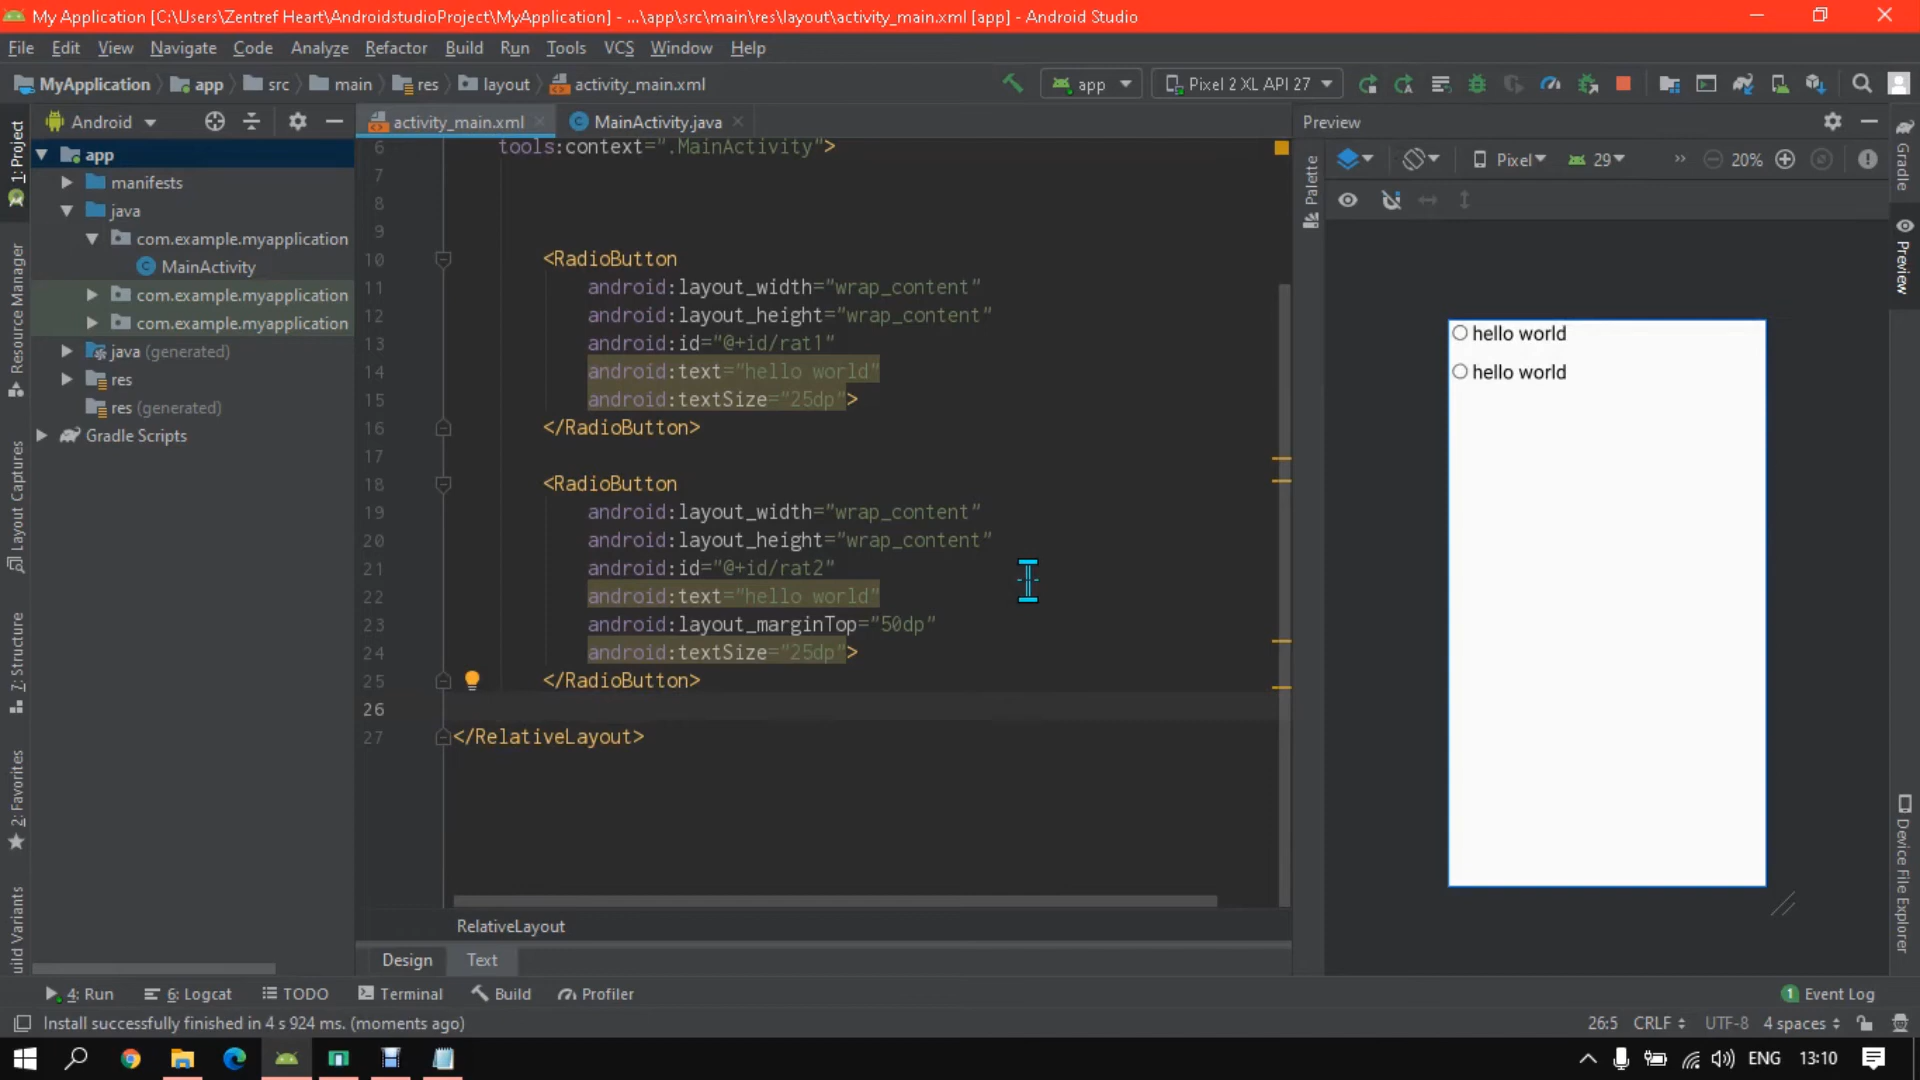 My Application [C:\Users\Zentref Heart\AndroidstudioProject\MyApplication] - ...\app\src\main\res\layout\activity_main.xml [app] - Android Studio
File Edit View Navigate Code Analyze Refactor Build Run Tools VCS Window Help
MyApplication app src main res layout activity_main.xml app Pixel 2 XL API 27
1: Project
Resource Manager
Layout Captures
7: Structure
2: Favorites
uild Variants
Android
app
manifests
java
com.example.myapplication
MainActivity
com.example.myapplication
com.example.myapplication
java (generated)
res
res (generated)
Gradle Scripts
activity_main.xml MainActivity.java
6 tools:context=".MainActivity">
7
8
9
10 <RadioButton
11 android:layout_width="wrap_content"
12 android:layout_height="wrap_content"
13 android:id="@+id/rat1"
14 android:text="hello world"
15 android:textSize="25dp">
16 </RadioButton>
17
18 <RadioButton
19 android:layout_width="wrap_content"
20 android:layout_height="wrap_content"
21 android:id="@+id/rat2"
22 android:text="hello world"
23 android:layout_marginTop="50dp"
24 android:textSize="25dp">
25 </RadioButton>
26
27 </RelativeLayout>
RelativeLayout
Design Text
Preview
Palette
Pixel 29 » 20%
hello world
hello world
Gradle
Preview
Device File Explorer
4: Run 6: Logcat TODO Terminal Build Profiler 1 Event Log
Install successfully finished in 4 s 924 ms. (moments ago) 26:5 CRLF UTF-8 4 spaces
ENG 13:10